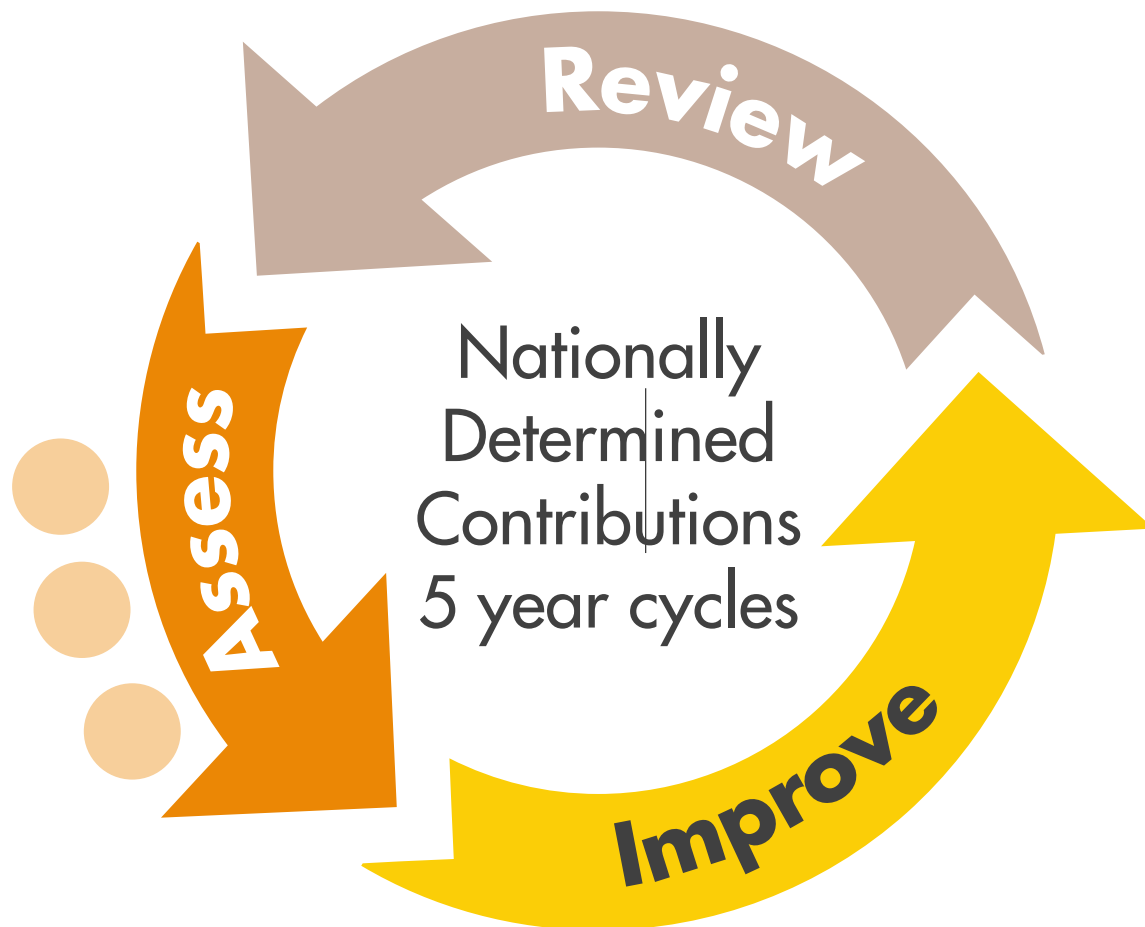 Review
Nationally
Determined
Contributions
5 year cycles
Assess
Improve